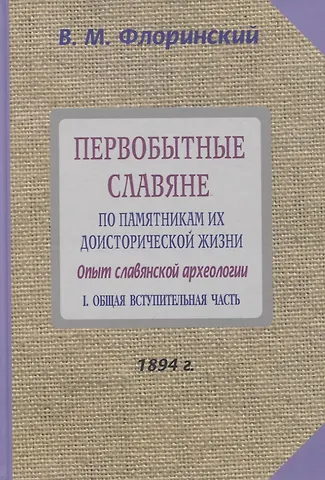 В. М. Флоринский
ПЕРВОБЫТНЫЕ
СЛАВЯНЕ
ПО ПАМЯТНИКАМ ИХ
ДОИСТОРИЧЕСКОЙ ЖИЗНИ
Опыт славянской археологии
I. ОБЩАЯ ВСТУПИТЕЛЬНАЯ ЧАСТЬ
1894 г.